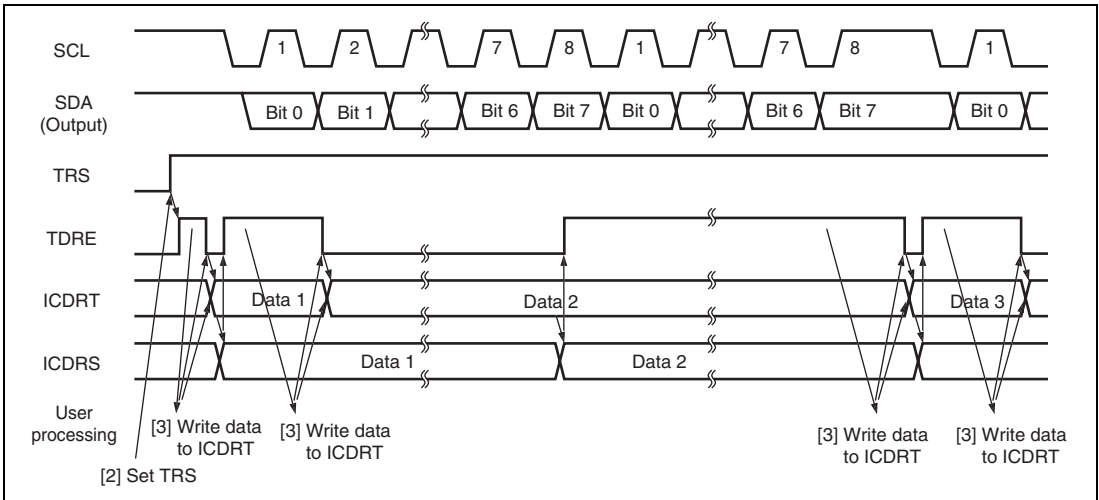 SCL 1 2 7 8 1 7 8 1
SDA
(Output)
Bit 0 Bit 1 Bit 6 Bit 7 Bit 0 Bit 6 Bit 7 Bit 0
TRS
TDRE
ICDRT Data 1 Data 2 Data 3
ICDRS Data 1 Data 2
User
processing
[3] Write data
to ICDRT
[3] Write data
to ICDRT
[3] Write data
to ICDRT
[3] Write data
to ICDRT
[2] Set TRS